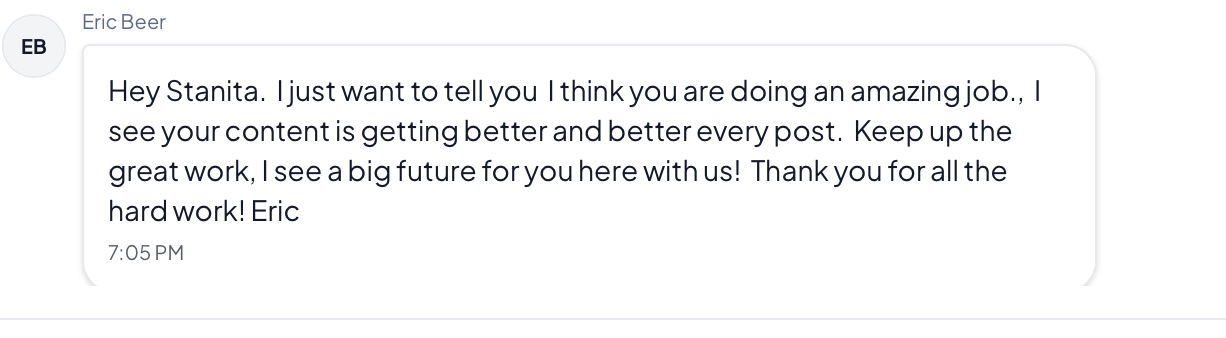 Eric Beer
EB
Hey Stanita.  I just want to tell you  I think you are doing an amazing job.,  I
see your content is getting better and better every post.  Keep up the
great work, I see a big future for you here with us!  Thank you for all the
hard work! Eric
7:05 PM